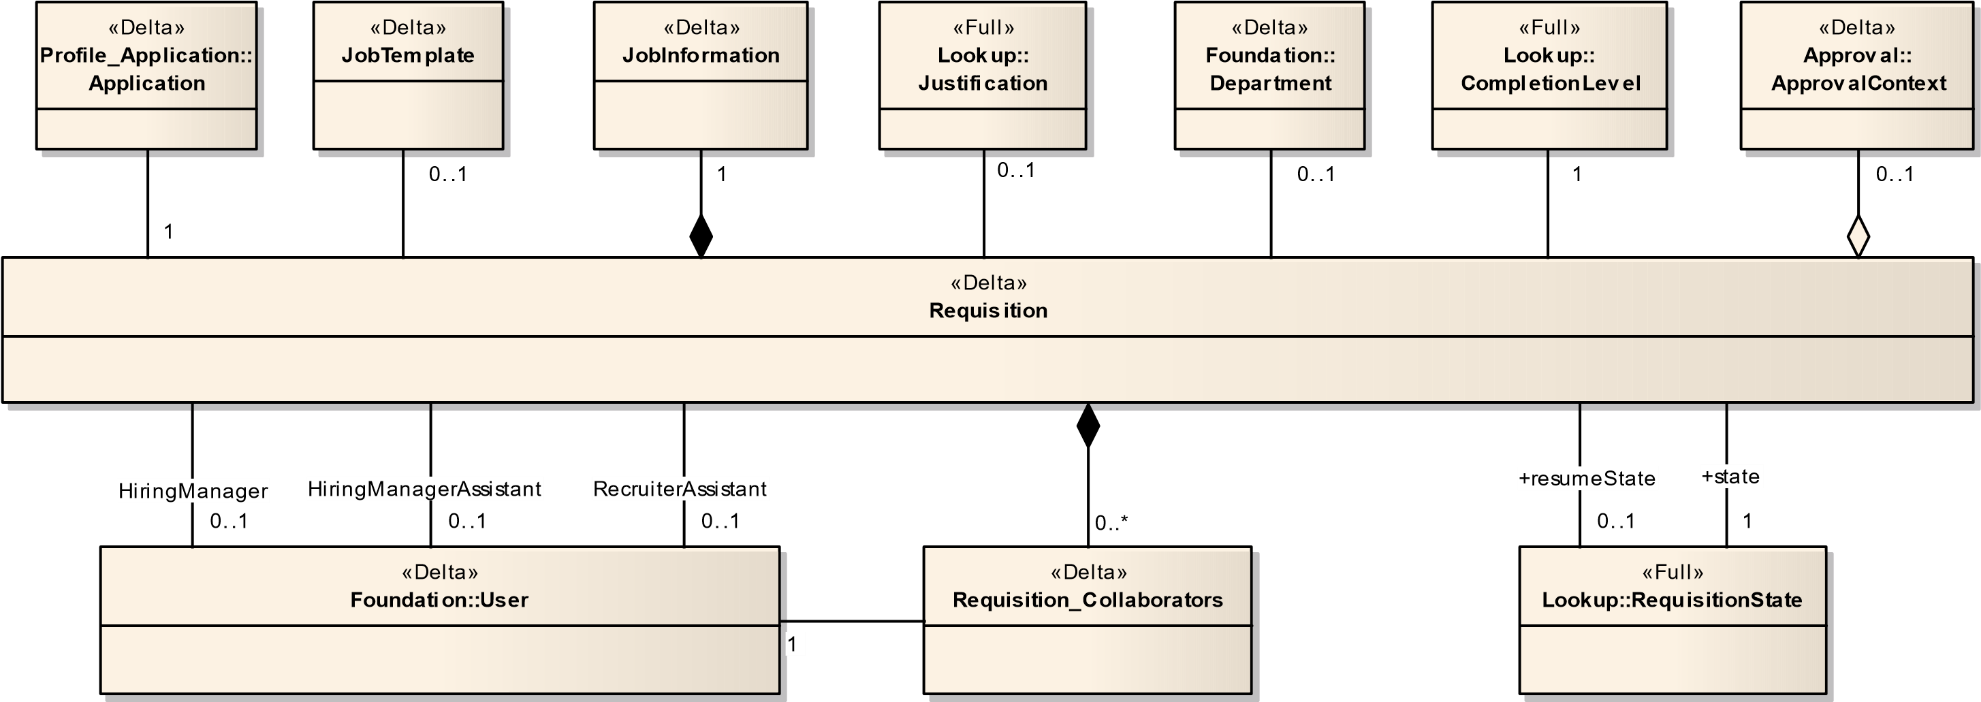 «Delta»
Profile_Application::
Application
«Delta»
JobTemplate
«Delta»
JobInformation
«Full»
Lookup::
Justification
«Delta»
Foundation::
Department
«Full»
Lookup::
CompletionLevel
«Delta»
Approval::
ApprovalContext
1
0..1
1
0..1
0..1
1
0..1
«Delta»
Requisition
HiringManager
0..1
HiringManagerAssistant
0..1
RecruiterAssistant
0..1
0..*
+resumeState
0..1
+state
1
«Delta»
Foundation::User
1
«Delta»
Requisition_Collaborators
«Full»
Lookup::RequisitionState